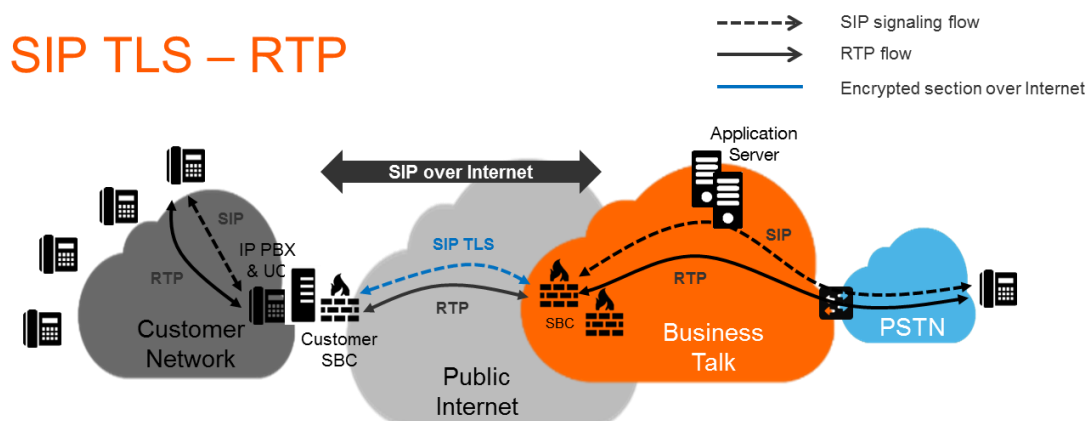 SIP TLS – RTP
SIP signaling flow
RTP flow
Encrypted section over Internet
Application
Server
SIP over Internet
SIP
RTP
IP PBX
& UC
SIP TLS
RTP
SIP
RTP
Customer
Network
Customer
SBC
Public
Internet
SBC
Business
Talk
PSTN